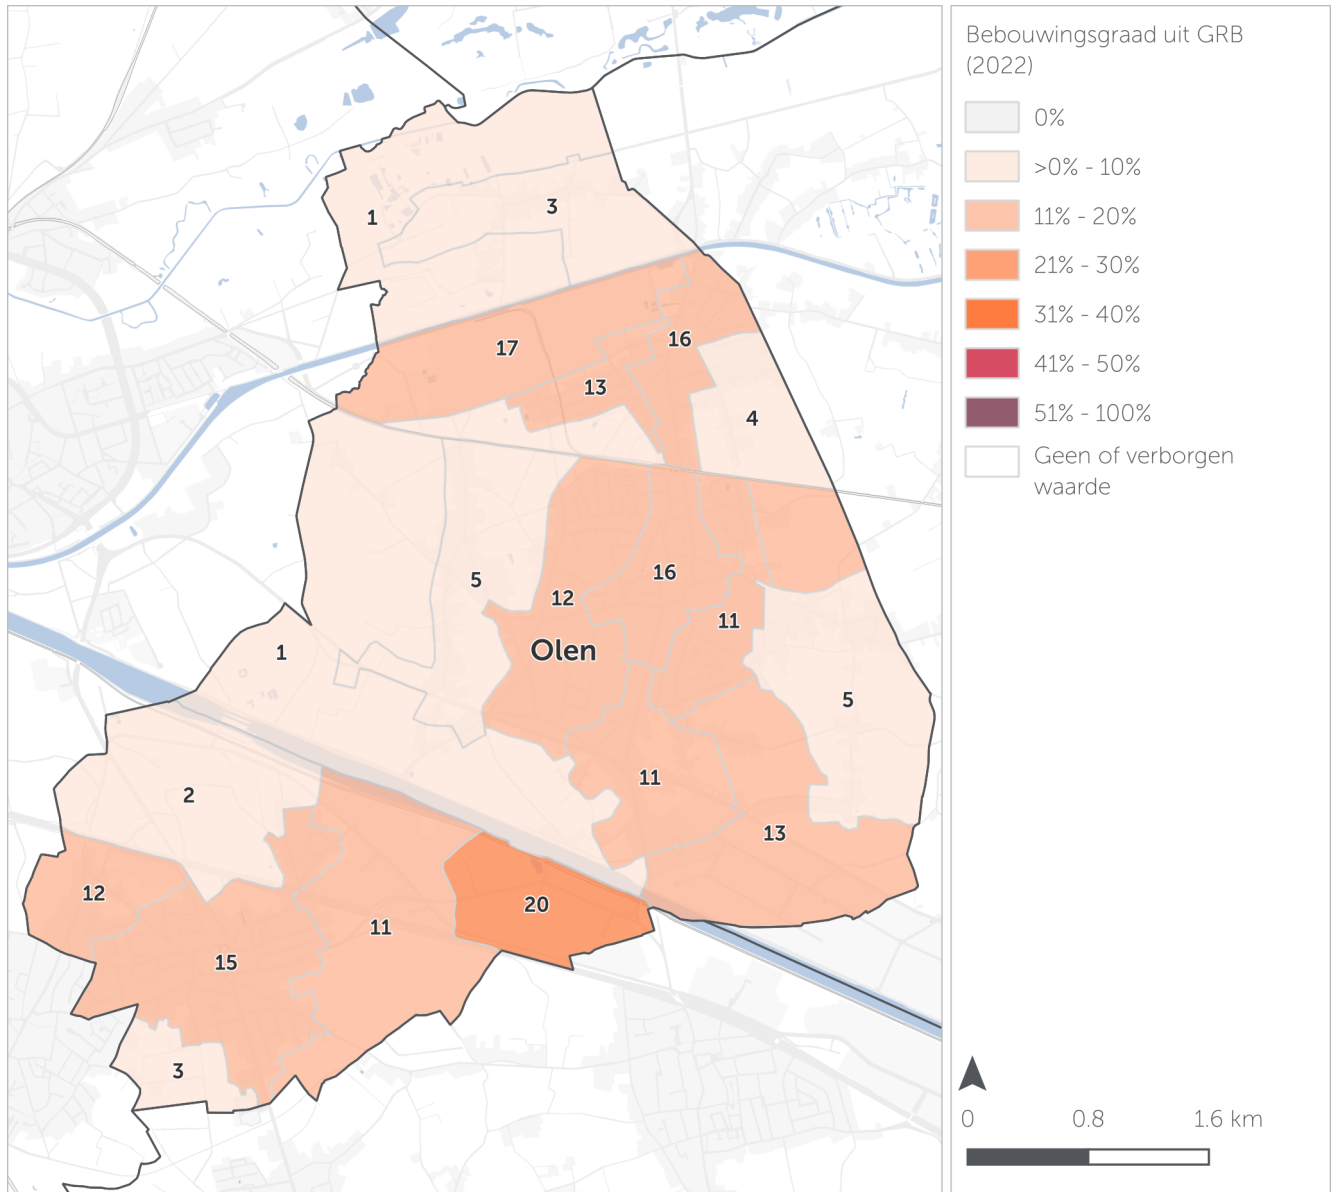 Bebouwingsgraad uit GRB
(2022)
0%
>0% - 10%
11% - 20%
21% - 30%
31% - 40%
41% - 50%
51% - 100%
Geen of verborgen
waarde
1
3
17
16
13
4
5
16
12
11
Olen
1
5
2
11
13
12
20
11
15
3
0 0.8 1.6 km